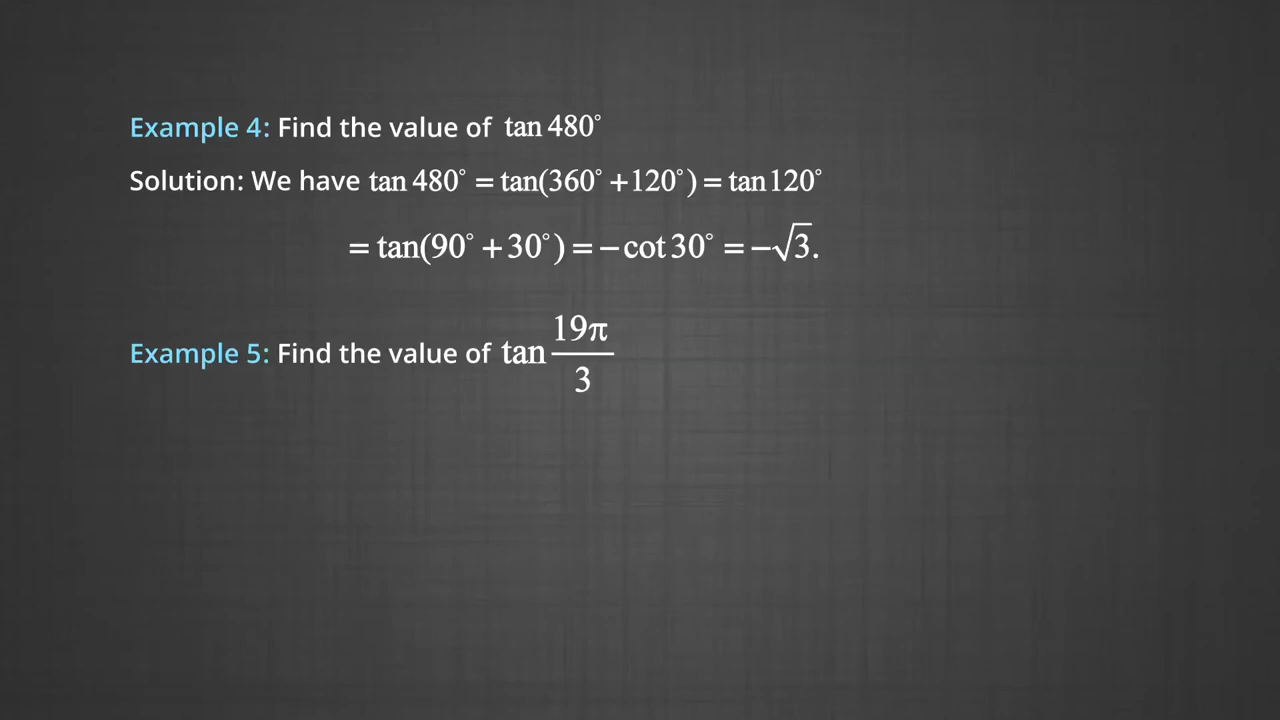 Example 4: Find the value of tan 480°
Solution: We have tan 480° = tan(360° + 120°) = tan 120°
= tan(90° + 30°) = −cot 30° = −√3.
Example 5: Find the value of tan 19π/3